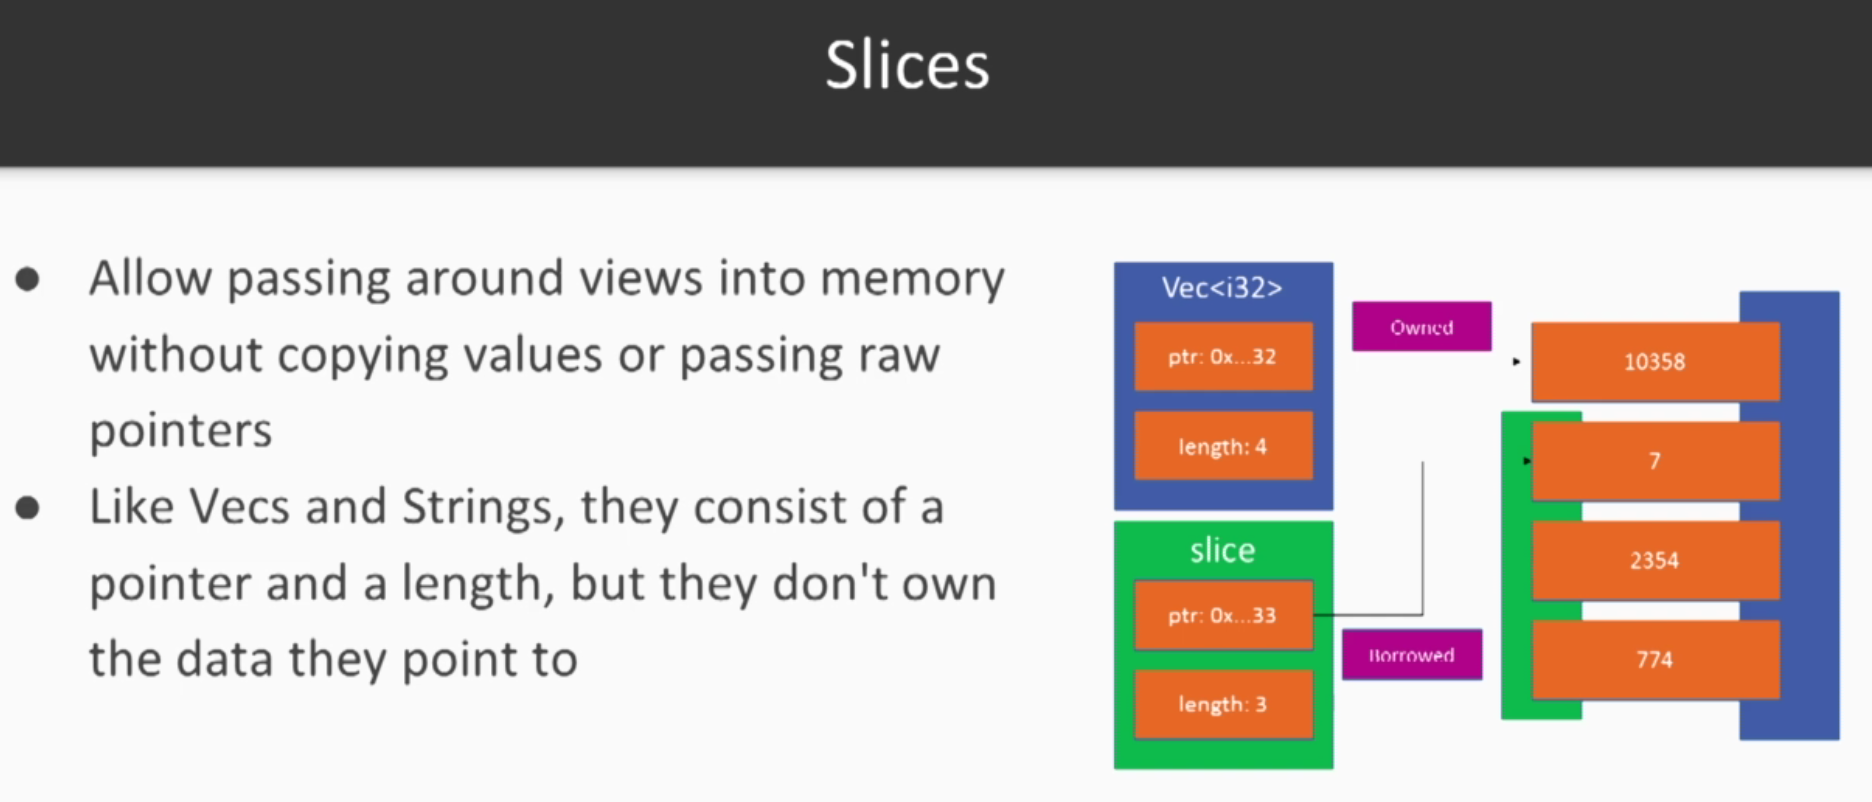 Slices
● Allow passing around views into memory
without copying values or passing raw
pointers
● Like Vecs and Strings, they consist of a
pointer and a length, but they don't own
the data they point to
Vec<i32>
ptr: 0x...32
length: 4
slice
ptr: 0x...33
length: 3
Owned
Borrowed
10358
7
2354
774